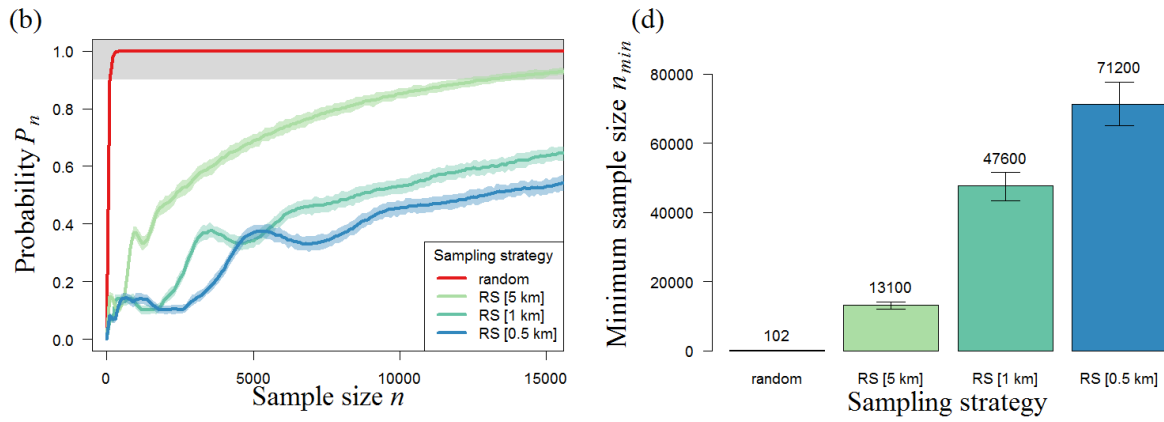 (b)
Probability Pn
1.0
0.8
0.6
0.4
0.2
0.0
0
5000
10000
15000
Sample size n
Sampling strategy
random
RS [5 km]
RS [1 km]
RS [0.5 km]
(d)
Minimum sample size nmin
80000
60000
40000
20000
0
102
13100
47600
71200
random
RS [5 km]
RS [1 km]
RS [0.5 km]
Sampling strategy